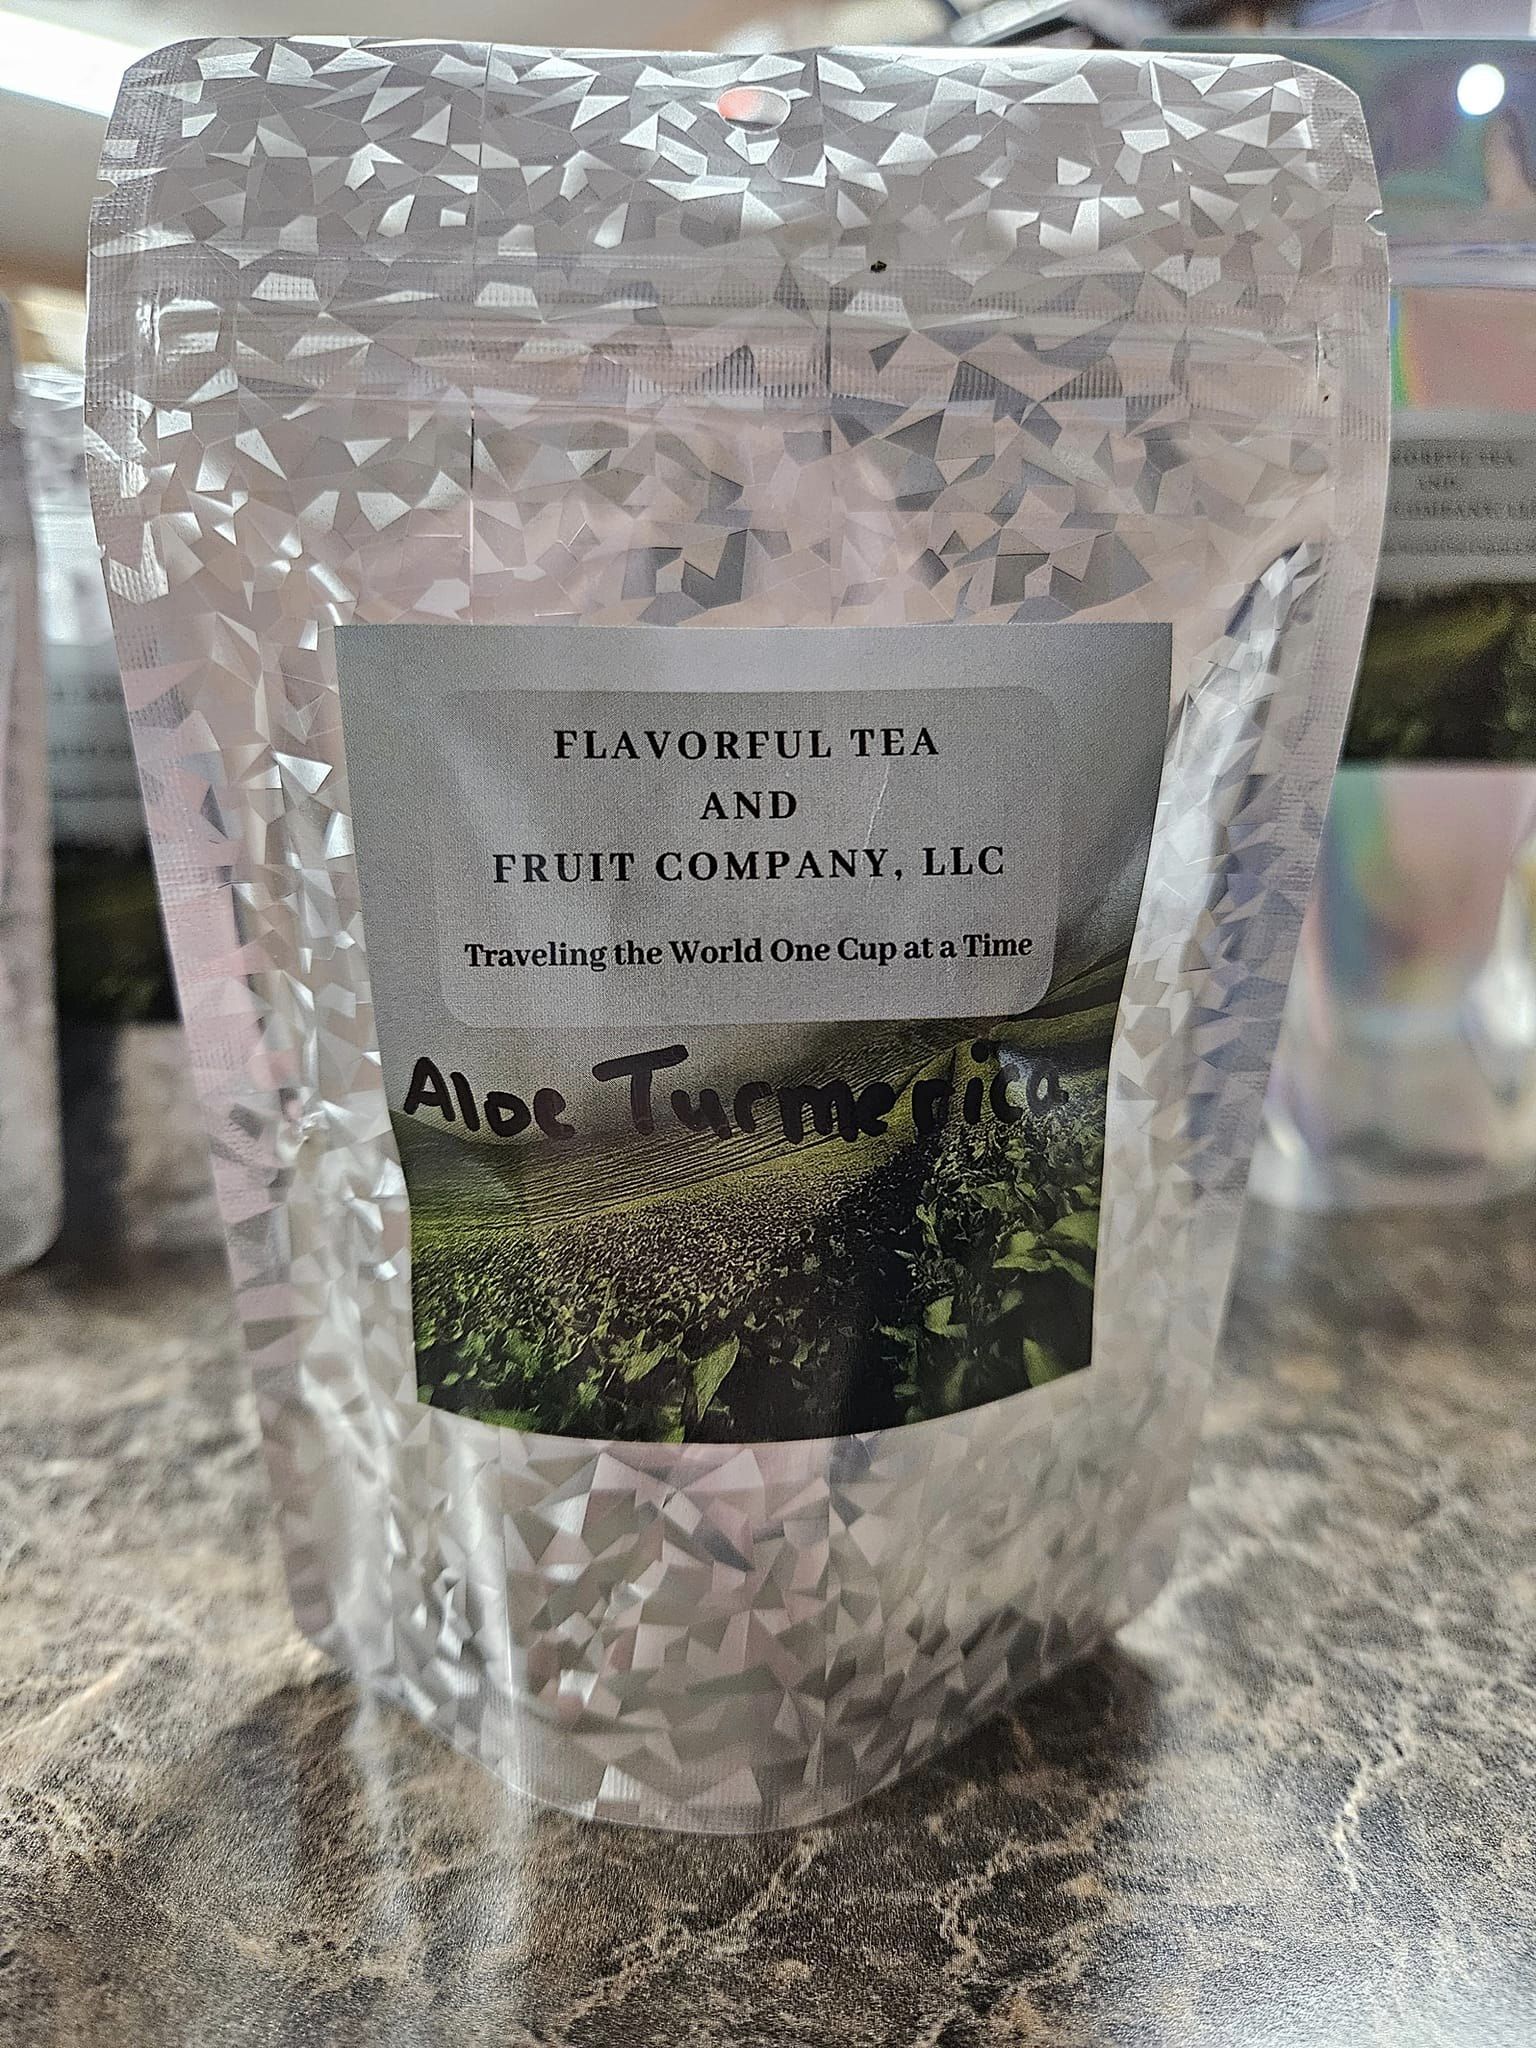 FLAVORFUL TEA
AND
FRUIT COMPANY, LLC
Traveling the World One Cup at a Time
Aloe Turmerica